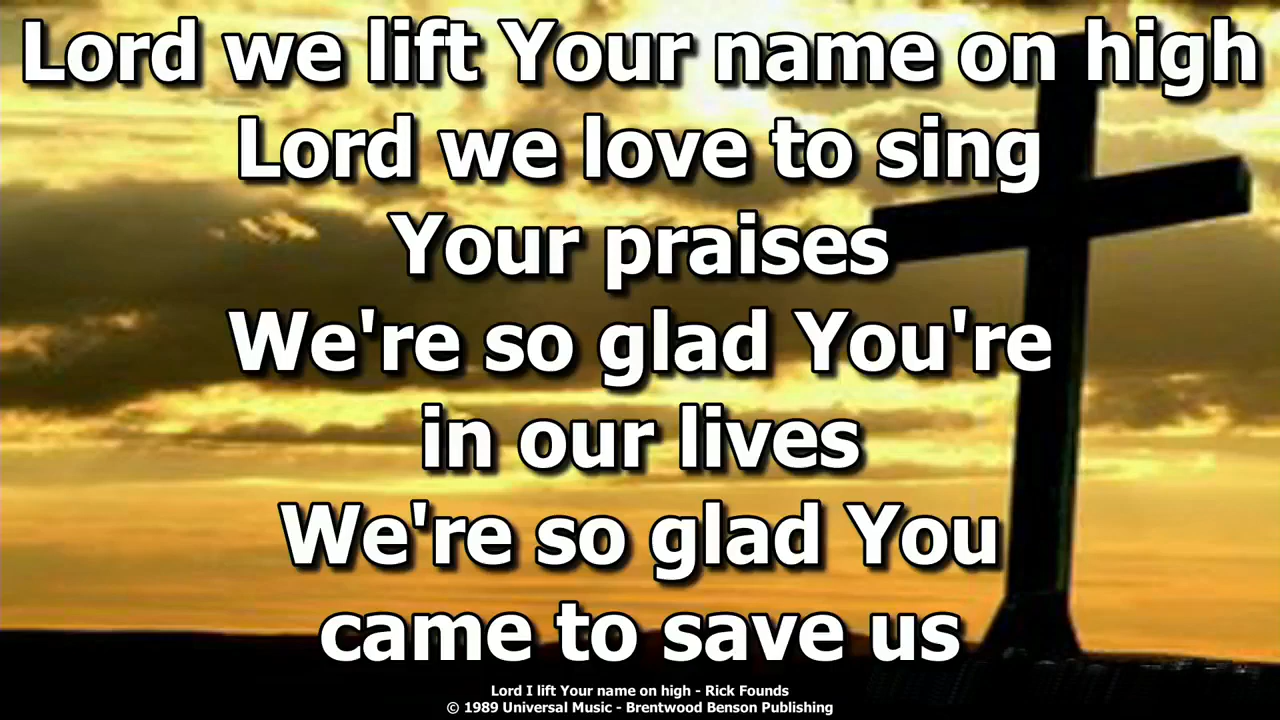 Lord we lift Your name on high
Lord we love to sing
Your praises
We're so glad You're
in our lives
We're so glad You
came to save us
Lord I lift Your name on high - Rick Founds
© 1989 Universal Music - Brentwood Benson Publishing